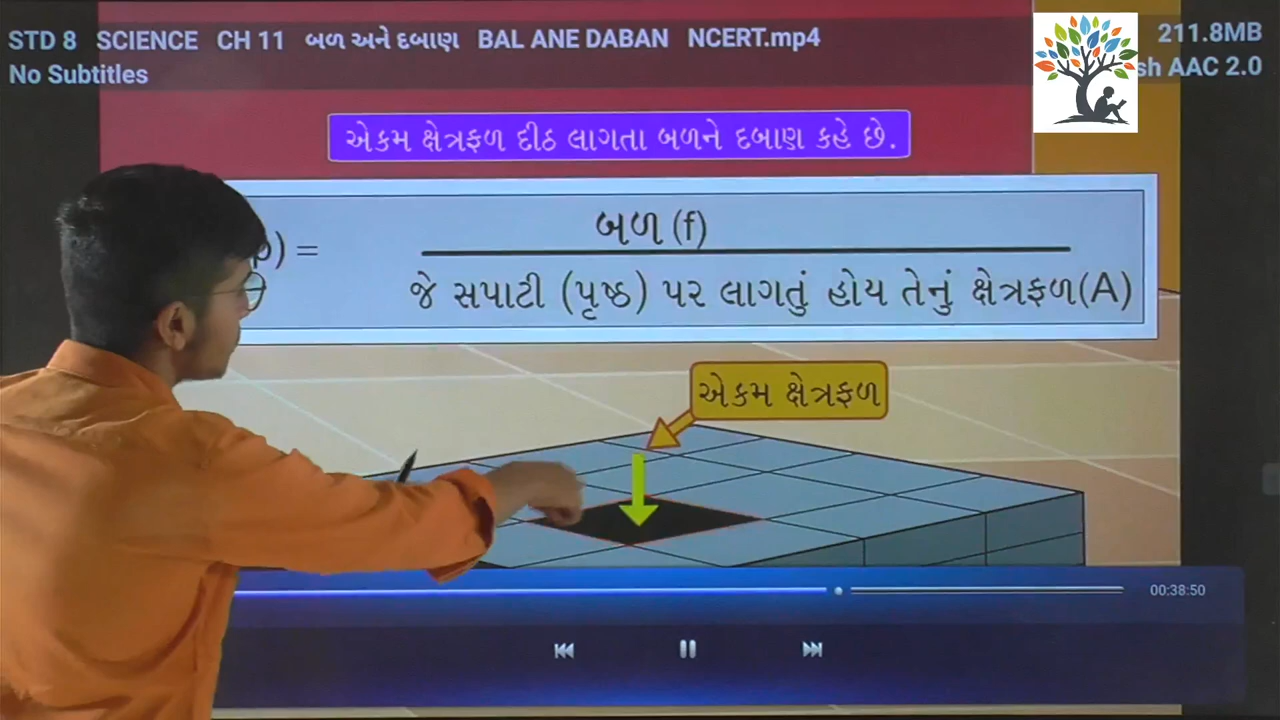 STD 8 SCIENCE CH 11 બળ અને દબાણ BAL ANE DABAN NCERT.mp4
211.8MB
No Subtitles
AAC 2.0
એકમ ક્ષેત્રફળ દીઠ લાગતા બળને દબાણ કહે છે.
બળ (f)
=
જે સપાટી (પૃષ્ઠ) પર લાગતું હોય તેનું ક્ષેત્રફળ(A)
એકમ ક્ષેત્રફળ
00:38:50